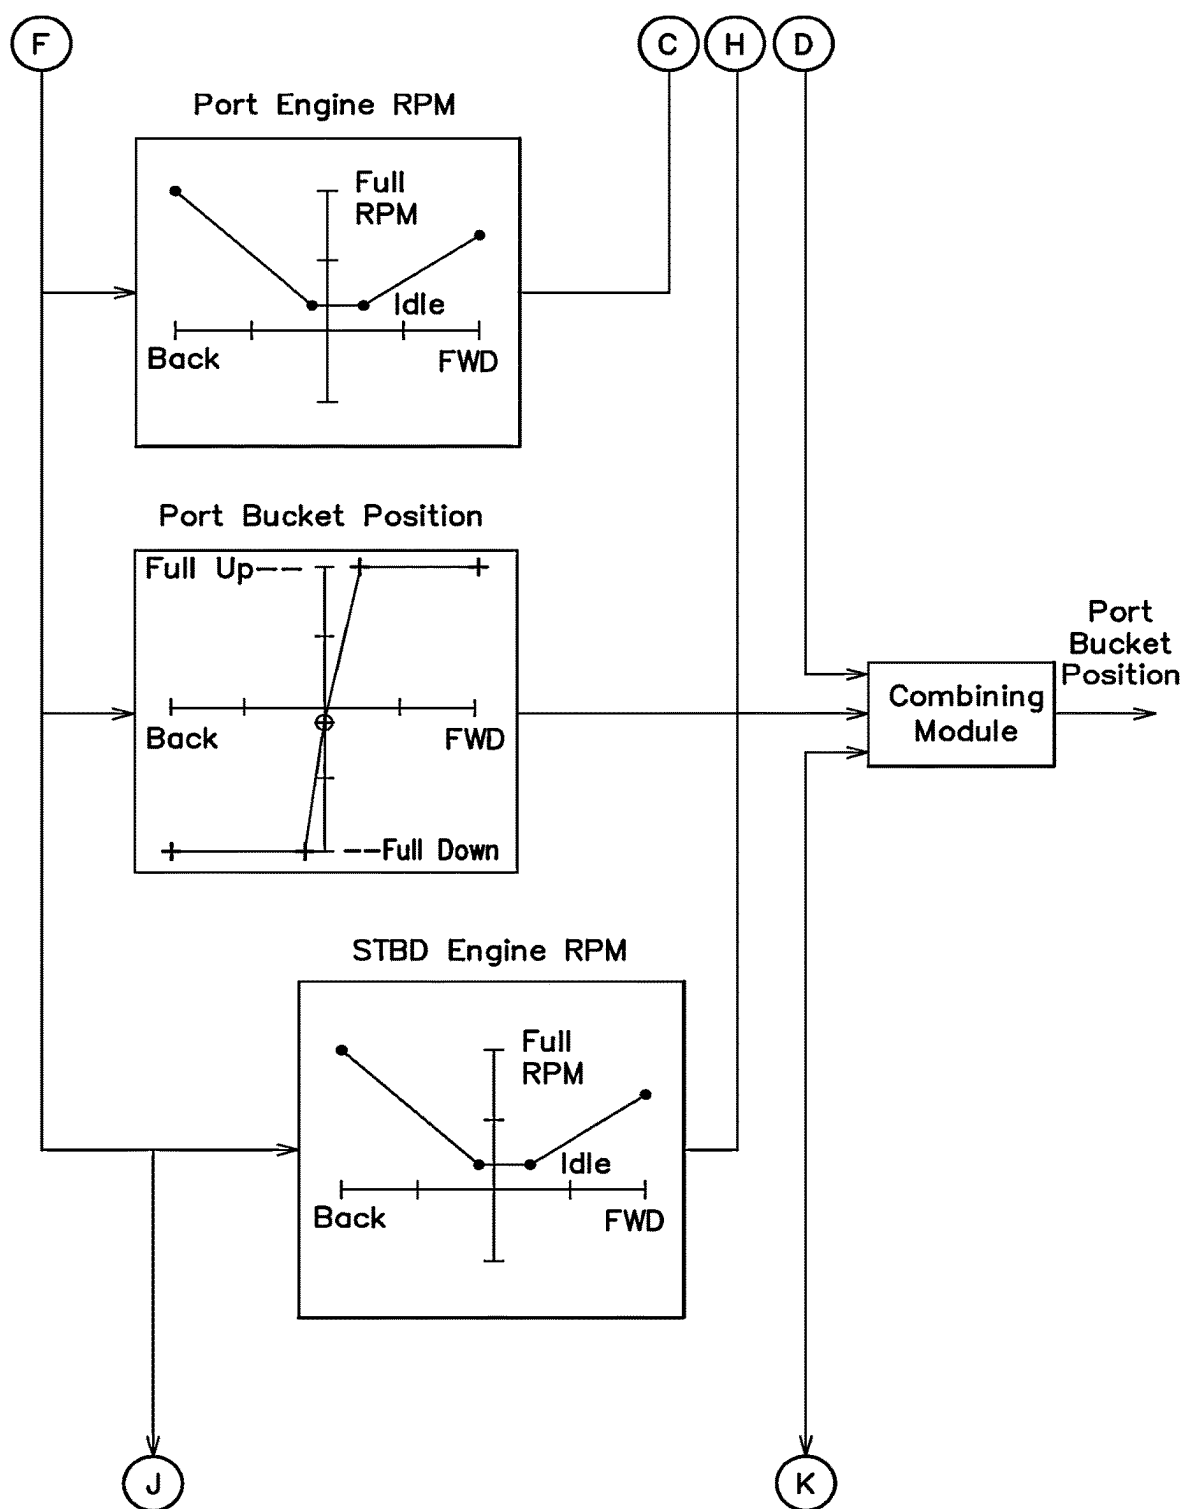 F
C
H
D
Port Engine RPM
Full
RPM
Idle
Back
FWD
Port Bucket Position
Full Up--
Back
FWD
--Full Down
Port
Bucket
Position
Combining
Module
STBD Engine RPM
Full
RPM
Idle
Back
FWD
J
K